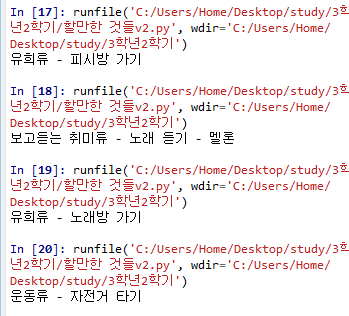 In [17]: runfile('C:/Users/Home/Desktop/study/3학
년2학기/할만한 것들v2.py', wdir='C:/Users/Home/
Desktop/study/3학년2학기')
유희류 - 피시방 가기
In [18]: runfile('C:/Users/Home/Desktop/study/3학
년2학기/할만한 것들v2.py', wdir='C:/Users/Home/
Desktop/study/3학년2학기')
보고듣는 취미류 - 노래 듣기 - 멜론
In [19]: runfile('C:/Users/Home/Desktop/study/3학
년2학기/할만한 것들v2.py', wdir='C:/Users/Home/
Desktop/study/3학년2학기')
유희류 - 노래방 가기
In [20]: runfile('C:/Users/Home/Desktop/study/3학
년2학기/할만한 것들v2.py', wdir='C:/Users/Home/
Desktop/study/3학년2학기')
운동류 - 자전거 타기